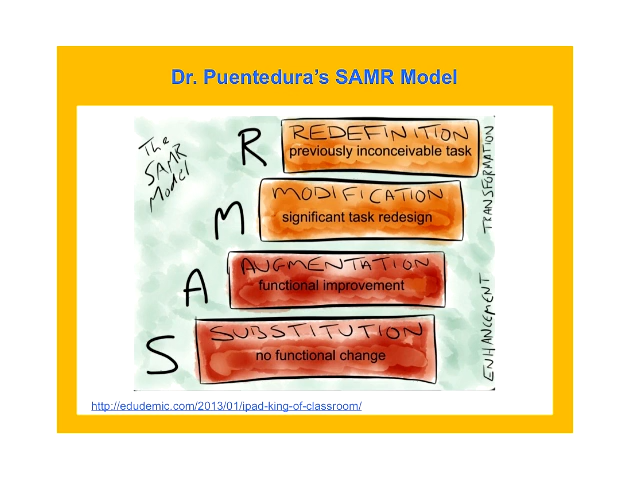 Dr. Puentedura's SAMR Model
The
SAMR
Model
R
REDEFINITION
previously inconceivable task
M
MODIFICATION
significant task redesign
TRANSFORMATION
A
AUGMENTATION
functional improvement
S
SUBSTITUTION
no functional change
ENHANCEMENT
http://edudemic.com/2013/01/ipad-king-of-classroom/